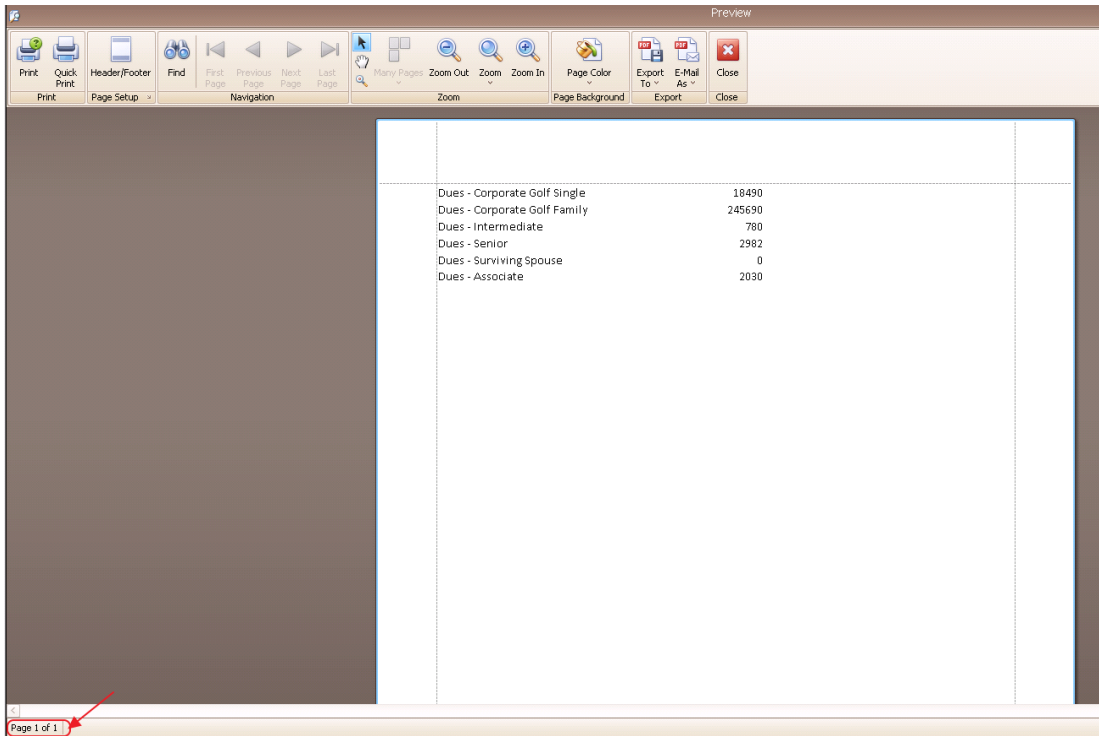 Preview
Print
Quick Print
Header/Footer
Find
First Page
Previous Page
Next Page
Last Page
Many Pages
Zoom Out
Zoom
Zoom In
Page Color
Export To
E-Mail As
Close
Print
Page Setup
Navigation
Zoom
Page Background
Export
Close
Dues - Corporate Golf Single 18490
Dues - Corporate Golf Family 245690
Dues - Intermediate 780
Dues - Senior 2982
Dues - Surviving Spouse 0
Dues - Associate 2030
Page 1 of 1